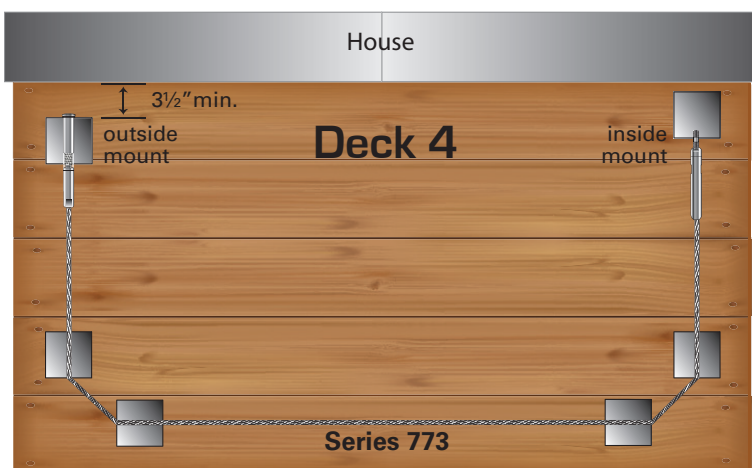 House
3½" min.
outside
mount
Deck 4
inside
mount
Series 773